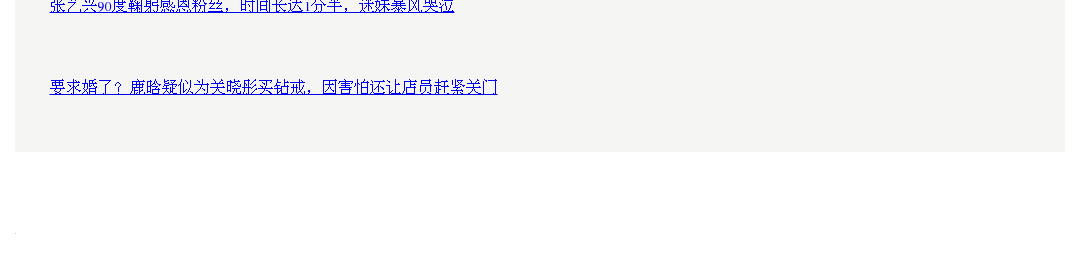 张艺兴90度鞠躬感恩粉丝，时间长达1分半，迷妹暴风哭泣
要求婚了？鹿晗疑似为关晓彤买钻戒，因害怕还让店员赶紧关门